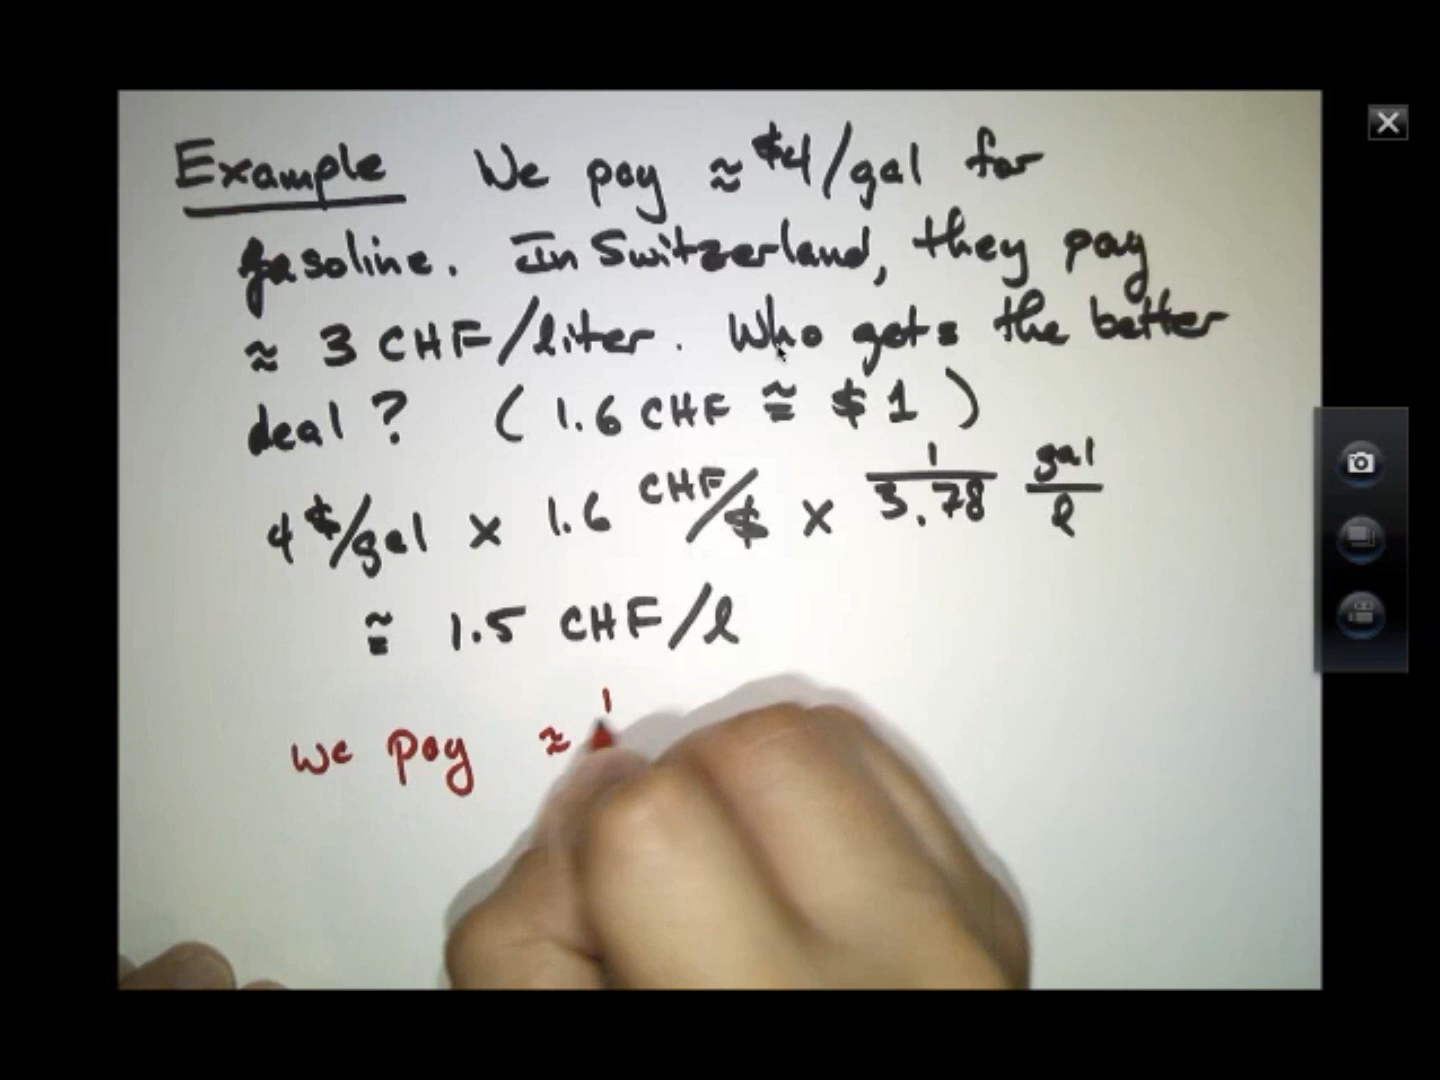 Example We pay ≈ $4/gal for
gasoline. In Switzerland, they pay
≈ 3 CHF/liter. Who gets the better
deal? (1.6 CHF ≅ $1)
4 $/gal x 1.6 CHF/$ x 1/3.78 gal/l
≅ 1.5 CHF/l
We pay ≈ 1